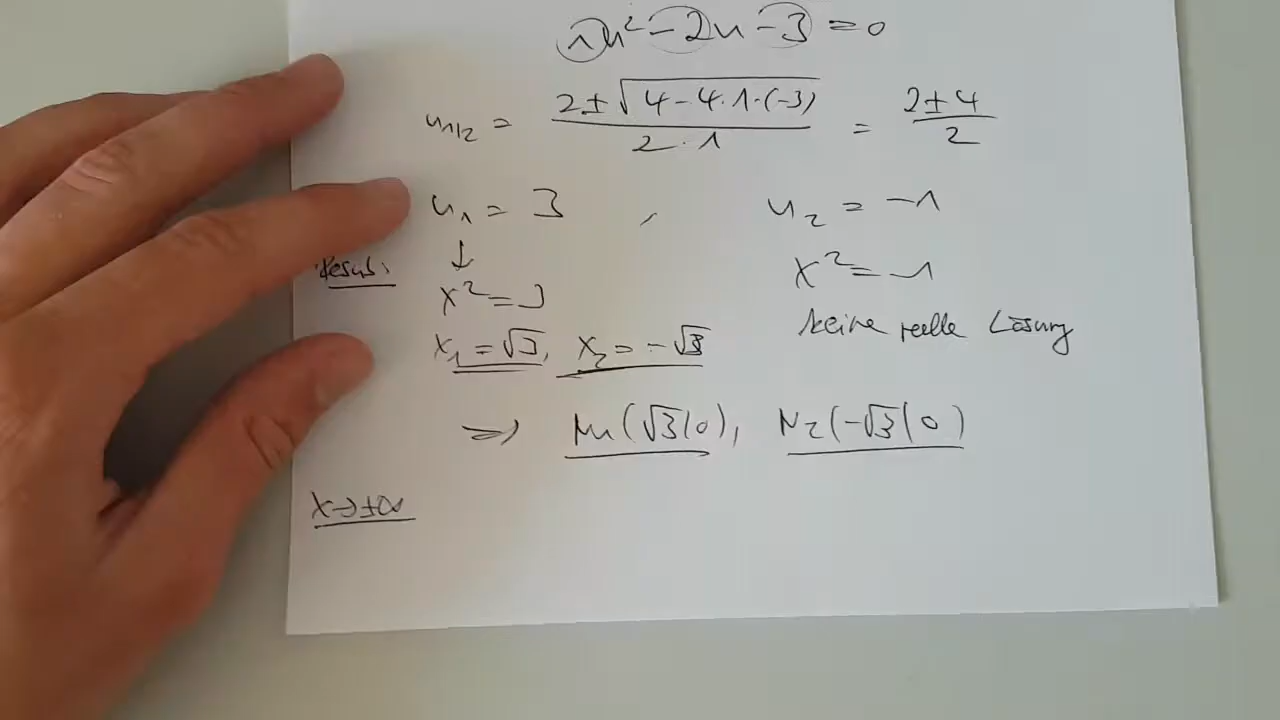 1u² - 2u - 3 = 0
u₁/₂ = (2 ± √(4 - 4·1·(-3))) / (2·1) = (2 ± 4) / 2
u₁ = 3 , u₂ = -1
Resub: ↓ x² = -1
x² = 3 keine reelle Lösung
x₁ = √3, x₂ = -√3
⇒ N₁(√3|0), N₂(-√3|0)
x→±∞